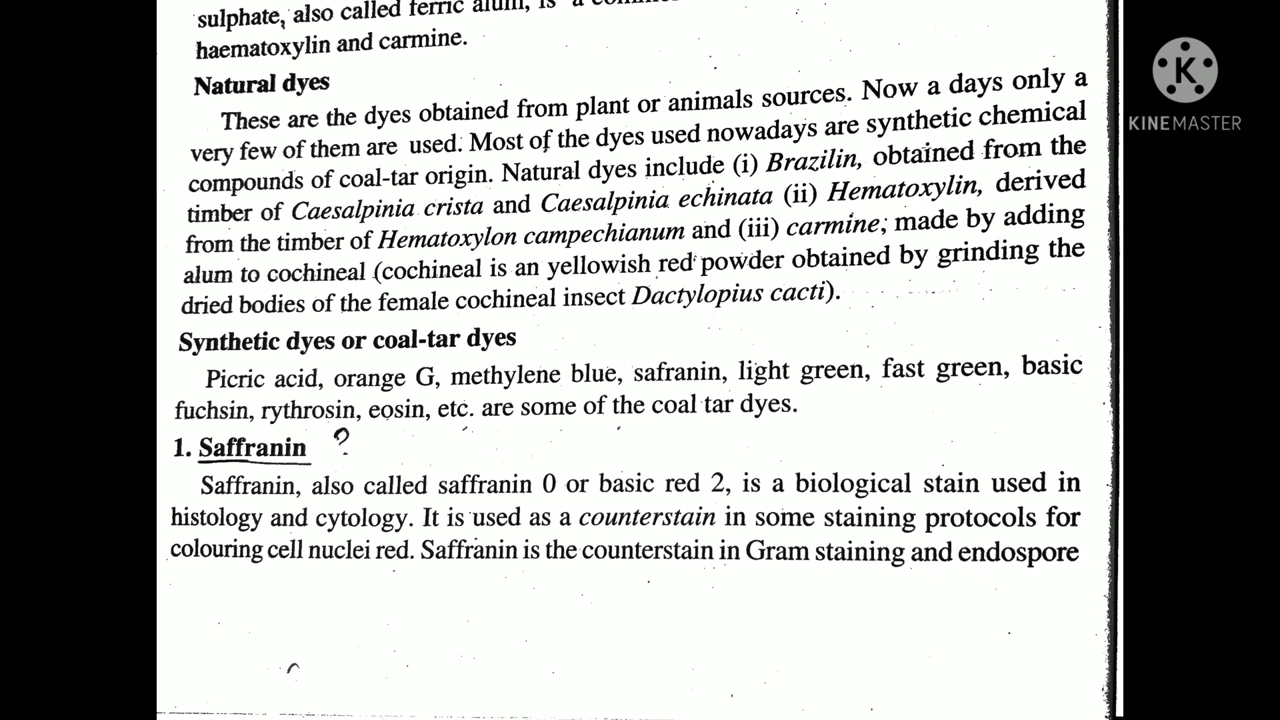 sulphate, also called ferric alum, is a
haematoxylin and carmine.
Natural dyes
These are the dyes obtained from plant or animals sources. Now a days only a
very few of them are used. Most of the dyes used nowadays are synthetic chemical
compounds of coal-tar origin. Natural dyes include (i) Brazilin, obtained from the
timber of Caesalpinia crista and Caesalpinia echinata (ii) Hematoxylin, derived
from the timber of Hematoxylon campechianum and (iii) carmine; made by adding
alum to cochineal (cochineal is an yellowish red powder obtained by grinding the
dried bodies of the female cochineal insect Dactylopius cacti).
Synthetic dyes or coal-tar dyes
Picric acid, orange G, methylene blue, safranin, light green, fast green, basic
fuchsin, rythrosin, eosin, etc. are some of the coal tar dyes.
1. Saffranin ?
Saffranin, also called saffranin 0 or basic red 2, is a biological stain used in
histology and cytology. It is used as a counterstain in some staining protocols for
colouring cell nuclei red. Saffranin is the counterstain in Gram staining and endospore
K
KINEMASTER